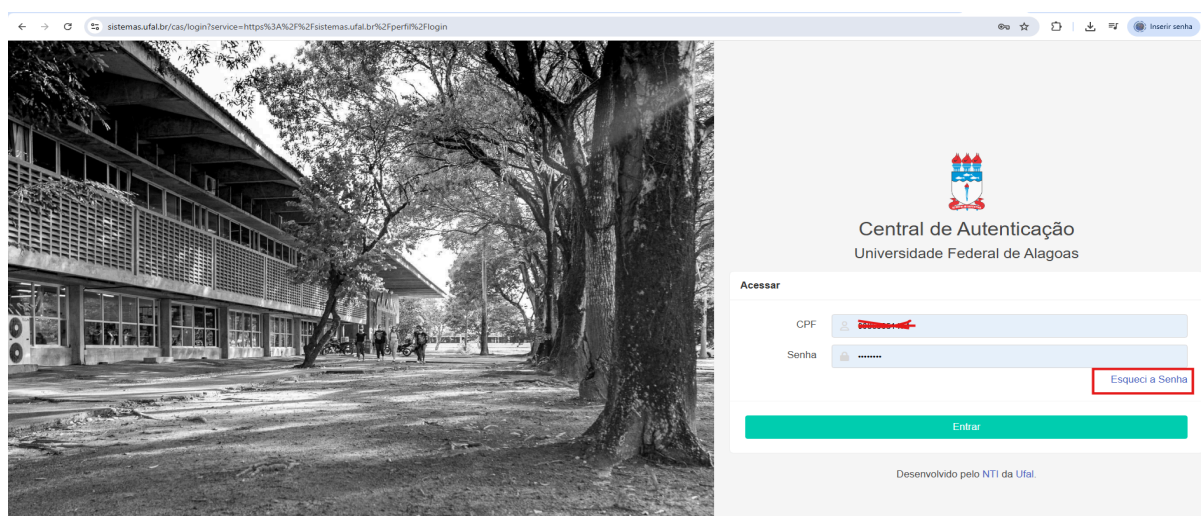 sistemas.ufal.br/cas/login?service=https%3A%2F%2Fsistemas.ufal.br%2Fperfil%2Flogin
Inserir senha
Central de Autenticação
Universidade Federal de Alagoas
Acessar
CPF
Senha ••••••••
Esqueci a Senha
Entrar
Desenvolvido pelo NTI da Ufal.